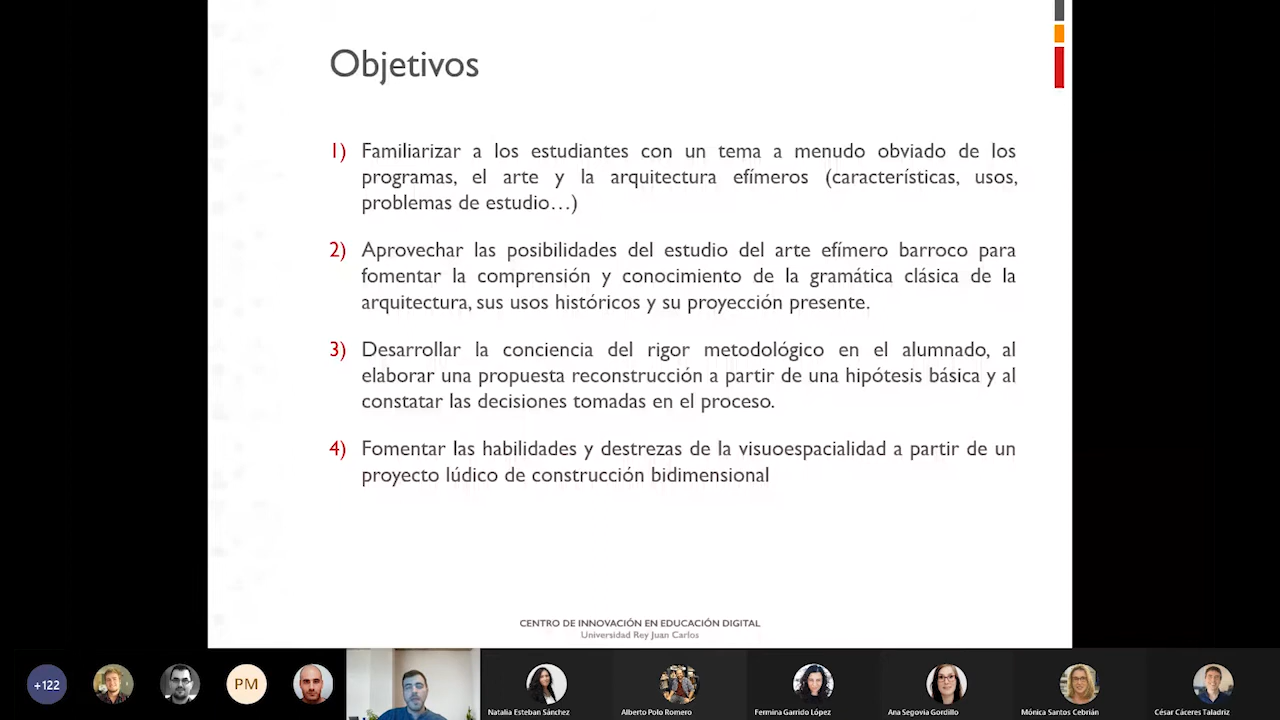 Objetivos
1) Familiarizar a los estudiantes con un tema a menudo obviado de los
programas, el arte y la arquitectura efímeros (características, usos,
problemas de estudio…)
2) Aprovechar las posibilidades del estudio del arte efímero barroco para
fomentar la comprensión y conocimiento de la gramática clásica de la
arquitectura, sus usos históricos y su proyección presente.
3) Desarrollar la conciencia del rigor metodológico en el alumnado, al
elaborar una propuesta reconstrucción a partir de una hipótesis básica y al
constatar las decisiones tomadas en el proceso.
4) Fomentar las habilidades y destrezas de la visuoespacialidad a partir de un
proyecto lúdico de construcción bidimensional
CENTRO DE INNOVACIÓN EN EDUCACIÓN DIGITAL
Universidad Rey Juan Carlos
+122
PM
Natalia Esteban Sánchez
Alberto Polo Romero
Fermina Garrido López
Ana Segovia Gordillo
Mónica Santos Cebrián
César Cáceres Taladriz